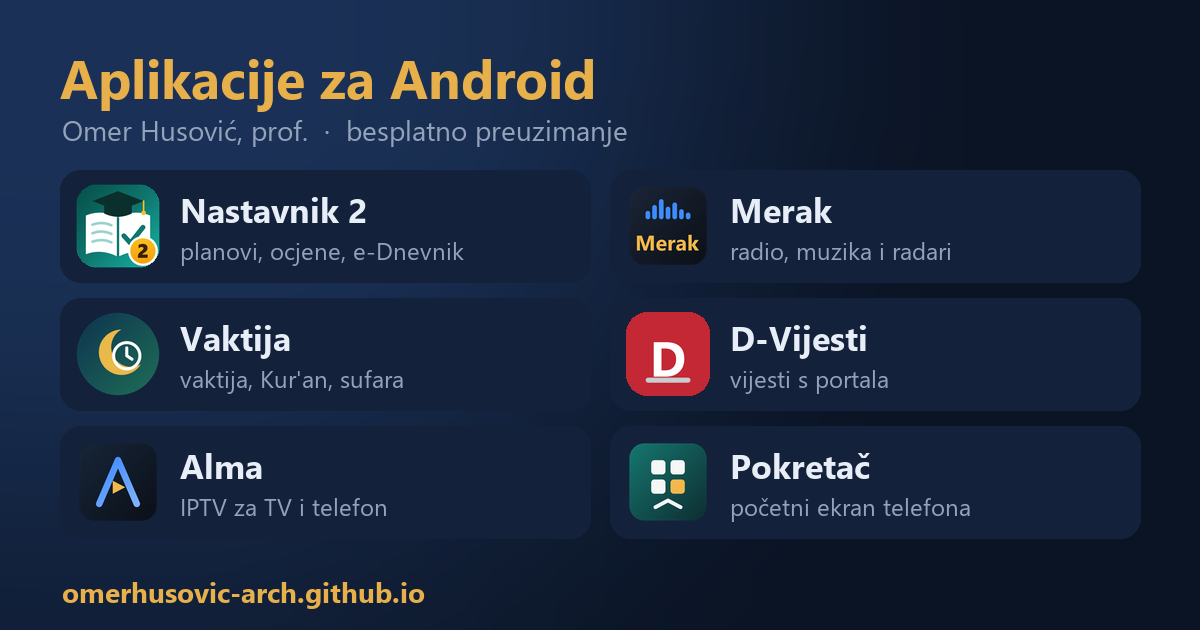 Aplikacije za Android
Omer Husović, prof. · besplatno preuzimanje
2
Nastavnik 2
planovi, ocjene, e-Dnevnik
Merak
Merak
radio, muzika i radari
Vaktija
vaktija, Kur'an, sufara
D
D-Vijesti
vijesti s portala
Alma
IPTV za TV i telefon
Pokretač
početni ekran telefona
omerhusovic-arch.github.io